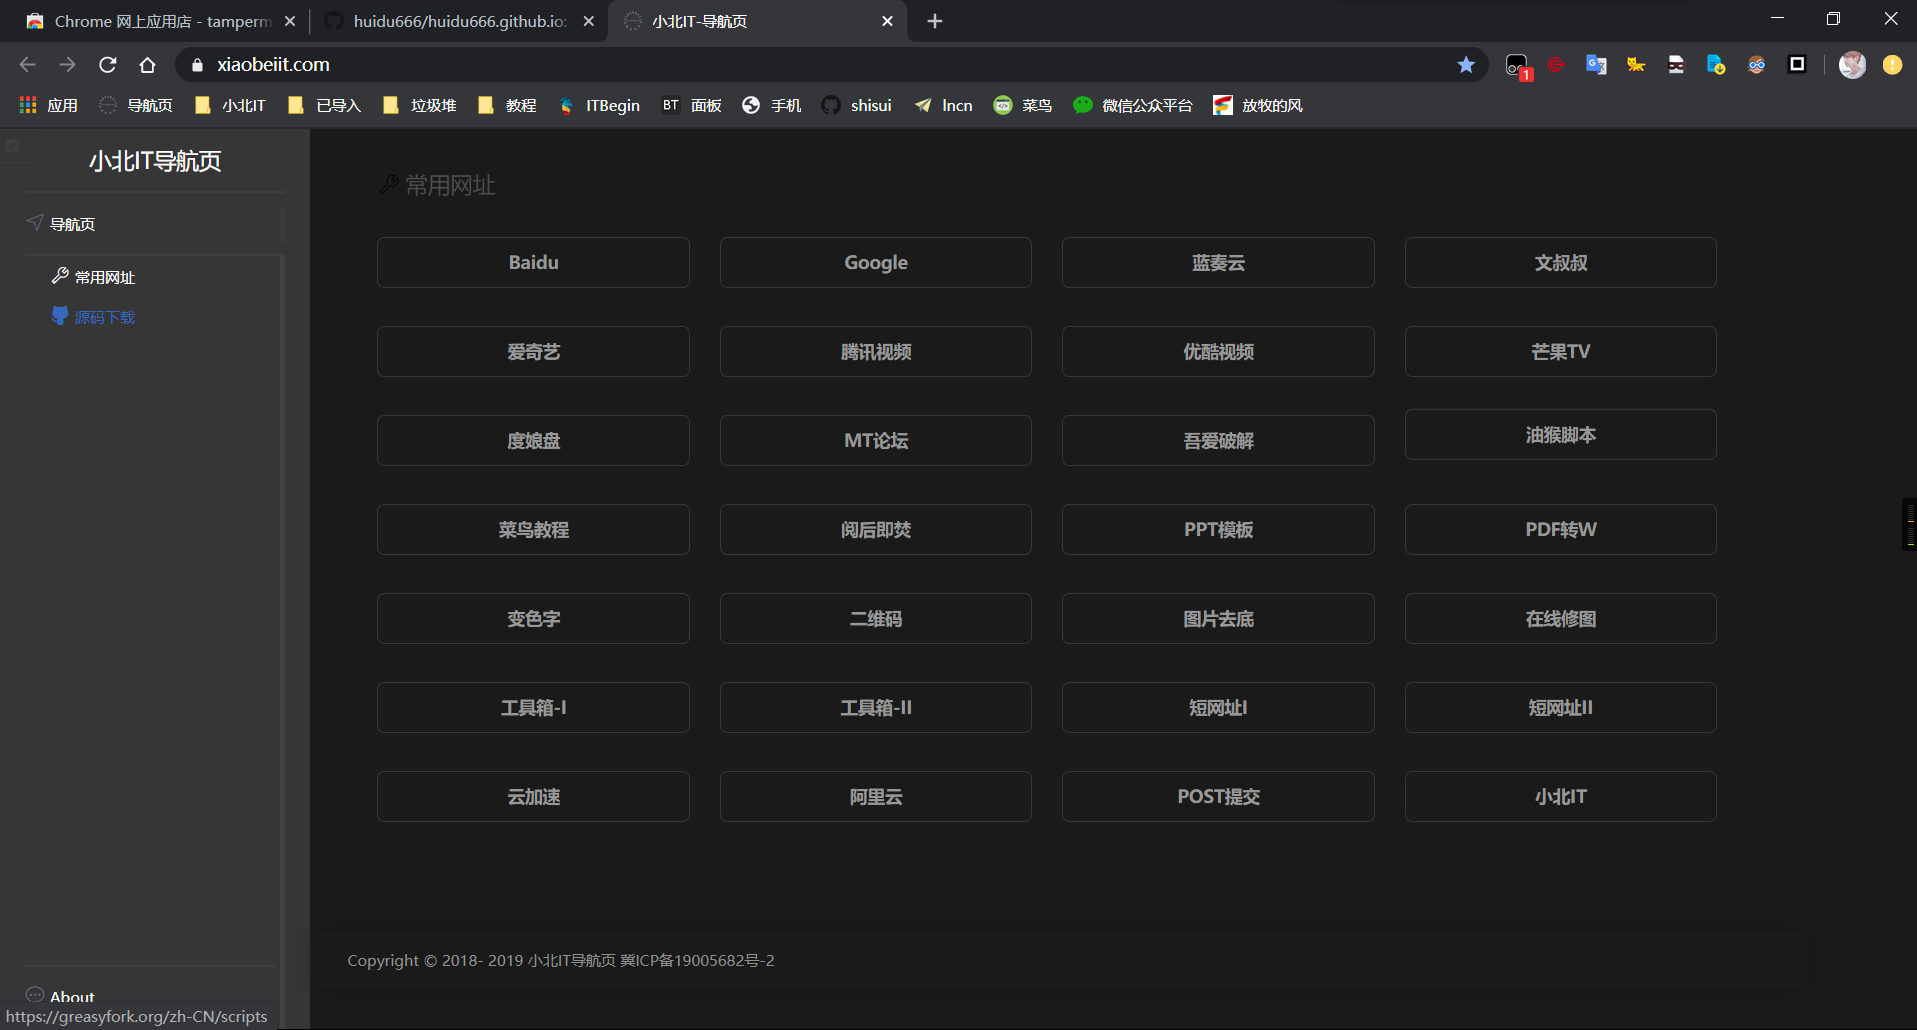 Chrome 网上应用店 - tamperm
huidu666/huidu666.github.io:
小北IT-导航页
xiaobeiit.com
1
应用 导航页 小北IT 已导入 垃圾堆 教程 ITBegin BT 面板 手机 shisui lncn 菜鸟 微信公众平台 放牧的风
小北IT导航页
导航页
常用网址
源码下载
常用网址
Baidu Google 蓝奏云 文叔叔
爱奇艺 腾讯视频 优酷视频 芒果TV
度娘盘 MT论坛 吾爱破解 油猴脚本
菜鸟教程 阅后即焚 PPT模板 PDF转W
变色字 二维码 图片去底 在线修图
工具箱-I 工具箱-II 短网址I 短网址II
云加速 阿里云 POST提交 小北IT
Copyright © 2018- 2019 小北IT导航页 冀ICP备19005682号-2
About
https://greasyfork.org/zh-CN/scripts